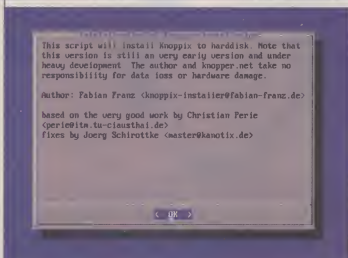 This script will install Knoppix to harddisk. Note that
this version is still an very early version and under
heavy development. The author and knopper.net take no
responsibility for data loss or hardware damage.
Author: Fabian Franz <knoppix-installer@fabian-franz.de>
based on the very good work by Christian Perle
<perle@itm.tu-clausthal.de>
fixes by Joerg Schirottke <master@kanotix.de>
< OK >